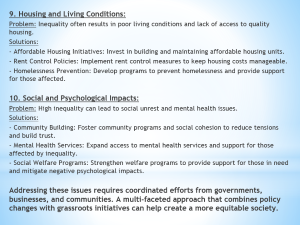 9. Housing and Living Conditions:
Problem: Inequality often results in poor living conditions and lack of access to quality
housing.
Solutions:
- Affordable Housing Initiatives: Invest in building and maintaining affordable housing units.
- Rent Control Policies: Implement rent control measures to keep housing costs manageable.
- Homelessness Prevention: Develop programs to prevent homelessness and provide support
for those affected.
10. Social and Psychological Impacts:
Problem: High inequality can lead to social unrest and mental health issues.
Solutions:
- Community Building: Foster community programs and social cohesion to reduce tensions
and build trust.
- Mental Health Services: Expand access to mental health services and support for those
affected by inequality.
- Social Welfare Programs: Strengthen welfare programs to provide support for those in need
and mitigate negative psychological impacts.
Addressing these issues requires coordinated efforts from governments,
businesses, and communities. A multi-faceted approach that combines policy
changes with grassroots initiatives can help create a more equitable society.